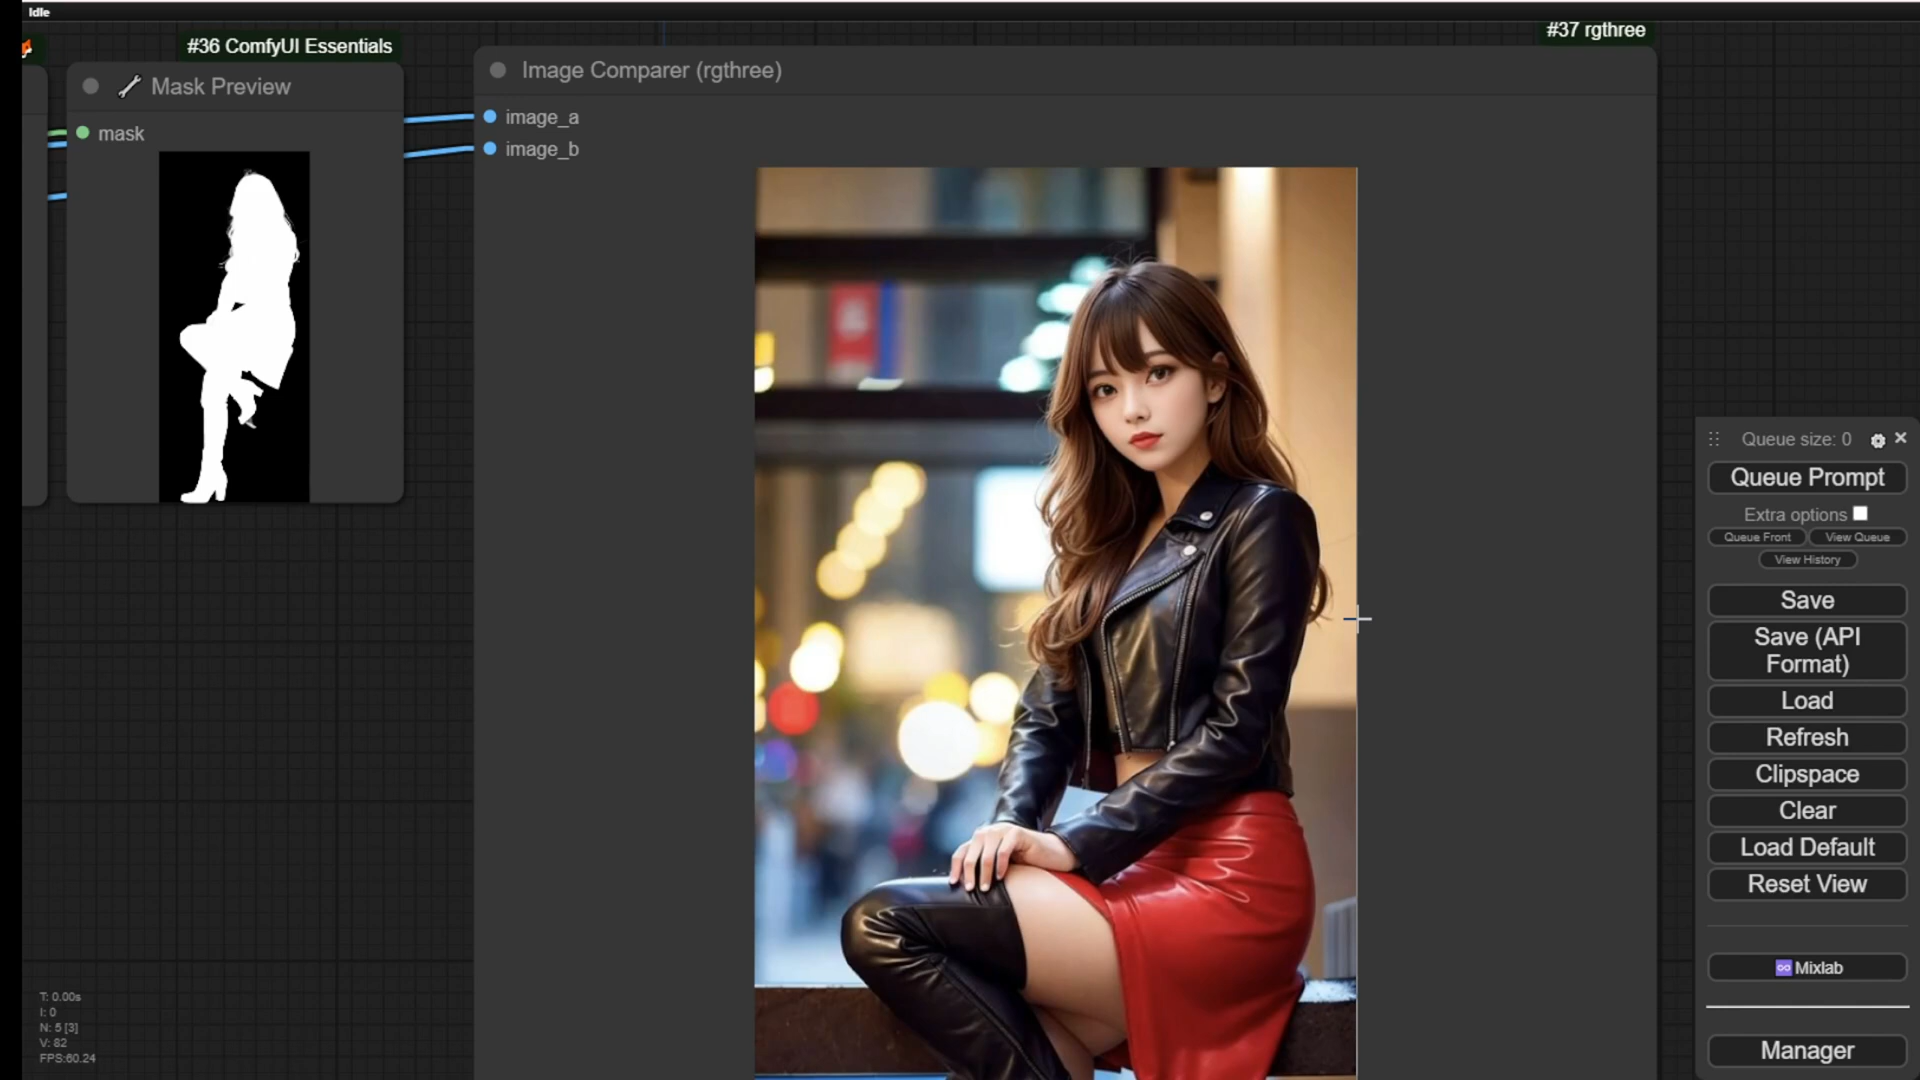 Idle
#36 ComfyUI Essentials
#37 rgthree
Mask Preview
mask
Image Comparer (rgthree)
image_a
image_b
Queue size: 0
Queue Prompt
Extra options
Queue Front
View Queue
View History
Save
Save (API
Format)
Load
Refresh
Clipspace
Clear
Load Default
Reset View
Mixlab
Manager
T: 0.00s
I: 0
N: 5 [3]
V: 82
FPS:60.24